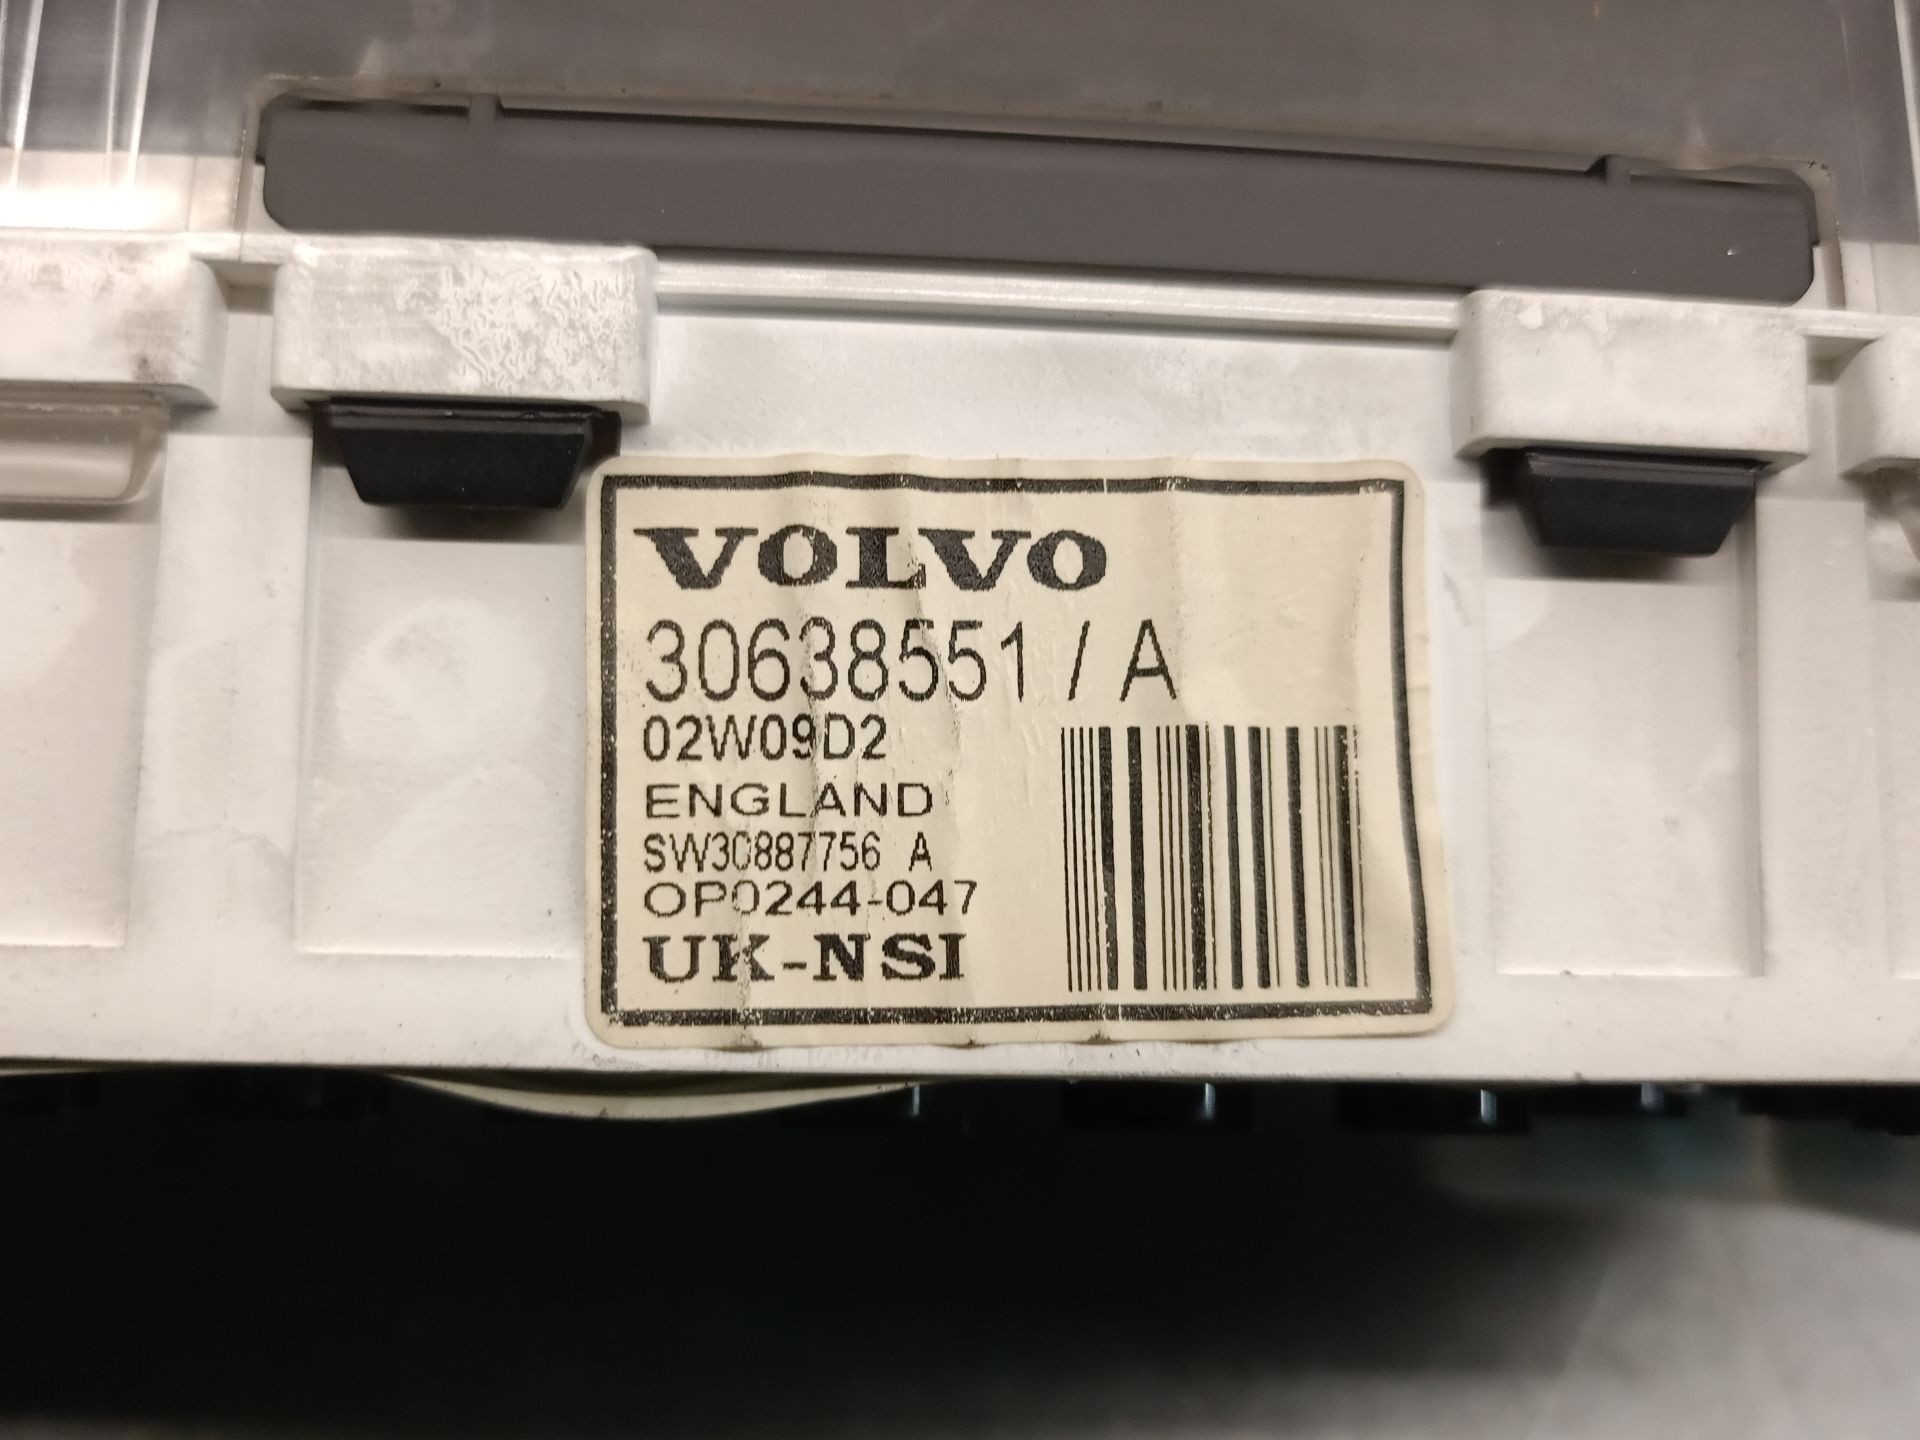 VOLVO
30638551 / A
02W09D2
ENGLAND
SW30887756 A
OP0244-047
UK-NSI